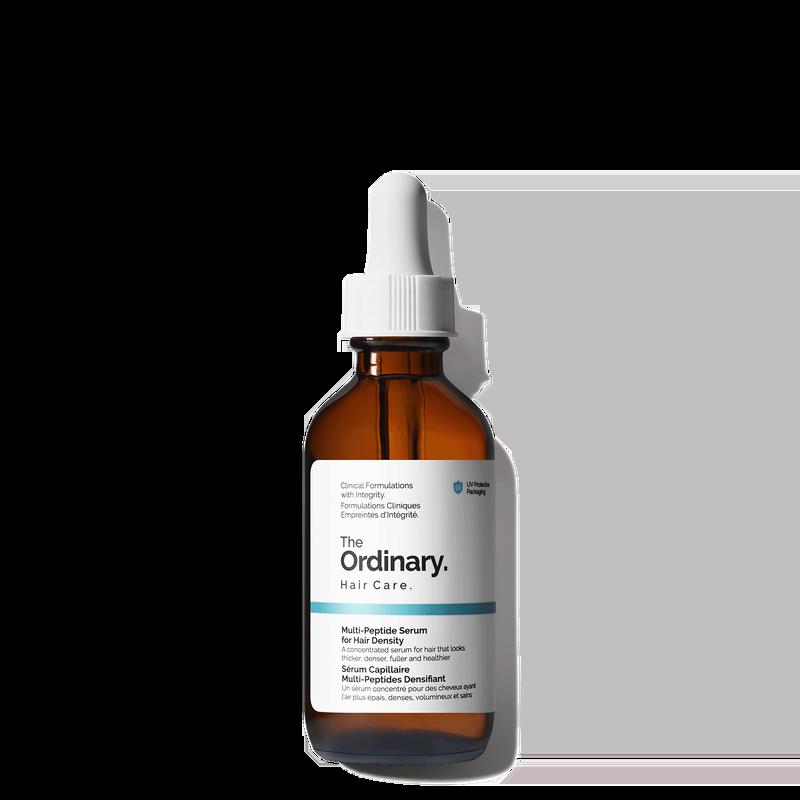 Clinical Formulations
with Integrity.
Formulations Cliniques
Empreintes d'Intégrité.
UV
UV Protective
Packaging
The
Ordinary.
Hair Care.
Multi-Peptide Serum
for Hair Density
A concentrated serum for hair that looks
thicker, denser, fuller and healthier
Sérum Capillaire
Multi-Peptides Densifiant
Un sérum concentré pour des cheveux ayant
l'air plus épais, denses, volumineux et sains